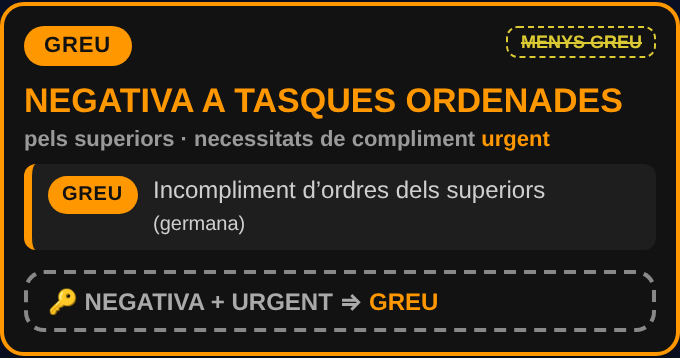 GREU
MENYS GREU
NEGATIVA A TASQUES ORDENADES
pels superiors · necessitats de compliment urgent
GREU Incompliment d’ordres dels superiors
(germana)
🔑 NEGATIVA + URGENT ⇒ GREU